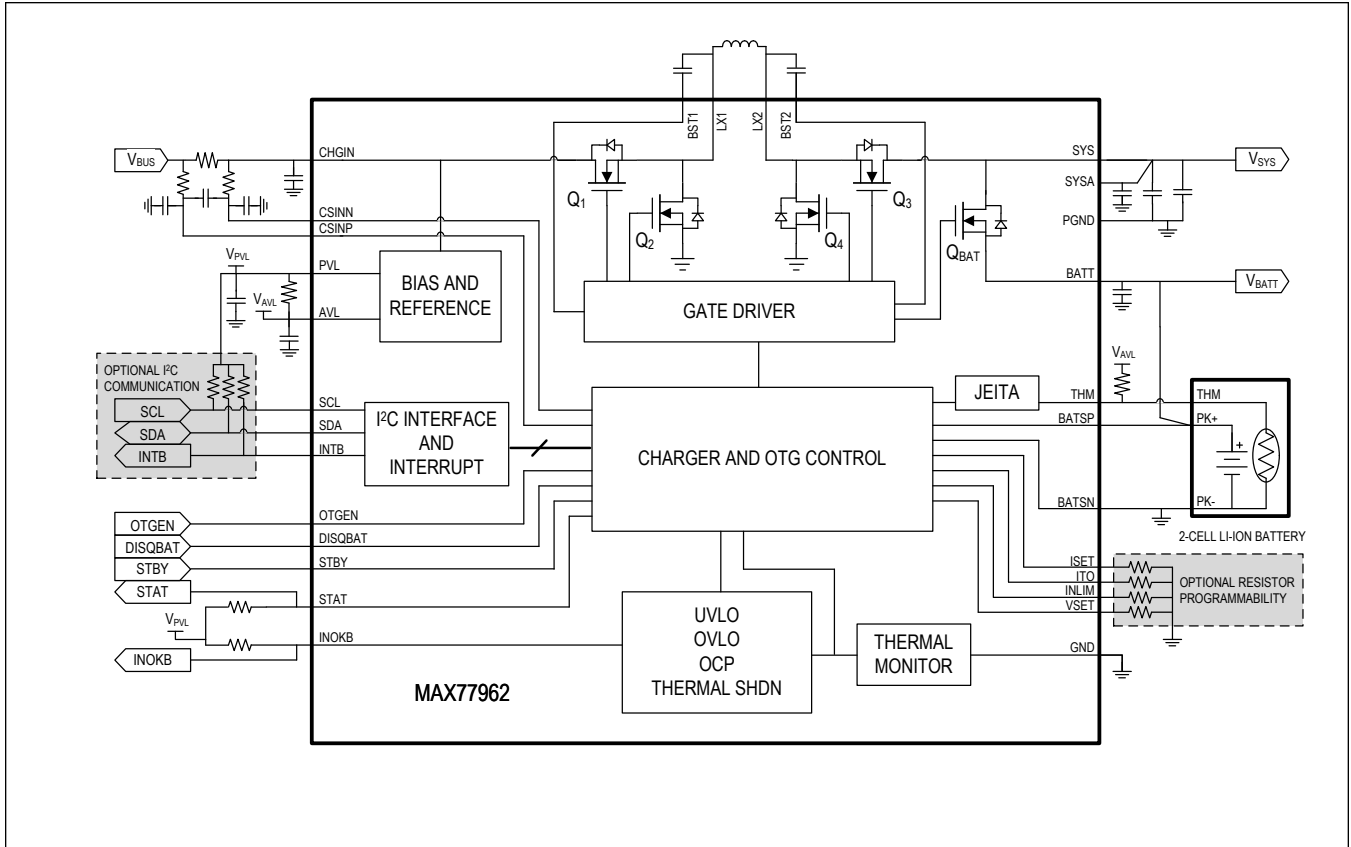 BST1
LX1
LX2
BST2
VBUS
CHGIN
SYS
VSYS
SYSA
CSINN
CSINP
PGND
Q1
Q2
Q3
Q4
QBAT
VPVL
PVL
BIAS AND
REFERENCE
GATE DRIVER
BATT
VBATT
VAVL
AVL
VAVL
OPTIONAL I²C
COMMUNICATION
SCL
SDA
INTB
SCL
SDA
INTB
I²C INTERFACE
AND
INTERRUPT
CHARGER AND OTG CONTROL
JEITA
THM
BATSP
BATSN
THM
PK+
+
PK-
2-CELL LI-ION BATTERY
OTGEN
DISQBAT
STBY
STAT
INOKB
OTGEN
DISQBAT
STBY
STAT
VPVL
INOKB
ISET
ITO
INLIM
VSET
OPTIONAL RESISTOR
PROGRAMMABILITY
UVLO
OVLO
OCP
THERMAL SHDN
THERMAL
MONITOR
GND
MAX77962